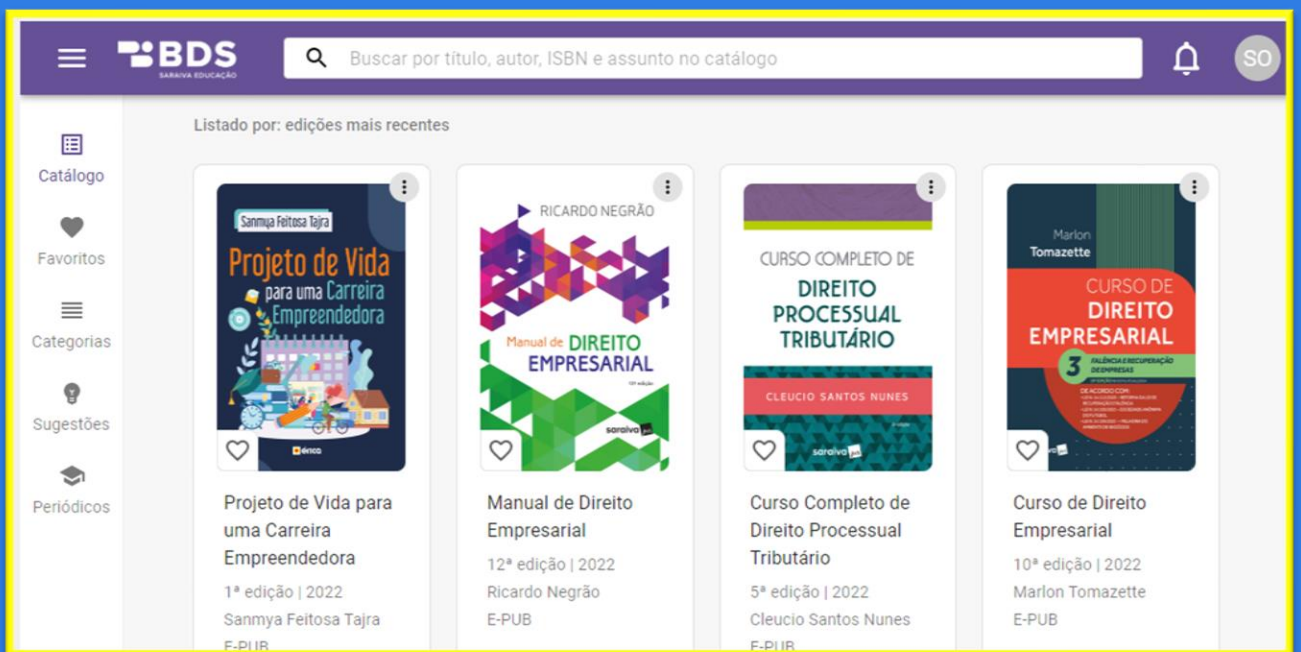 BDS
SARAIVA EDUCAÇÃO
Buscar por título, autor, ISBN e assunto no catálogo
SO
Catálogo
Favoritos
Categorias
Sugestões
Periódicos
Listado por: edições mais recentes
Sanmya Feitosa Tajra
Projeto de Vida
para uma Carreira
Empreendedora
érica
Projeto de Vida para
uma Carreira
Empreendedora
1ª edição | 2022
Sanmya Feitosa Tajra
E-PUB
RICARDO NEGRÃO
Manual de DIREITO
EMPRESARIAL
12ª edição
saraiva
Manual de Direito
Empresarial
12ª edição | 2022
Ricardo Negrão
E-PUB
CURSO COMPLETO DE
DIREITO
PROCESSUAL
TRIBUTÁRIO
CLEUCIO SANTOS NUNES
saraiva
Curso Completo de
Direito Processual
Tributário
5ª edição | 2022
Cleucio Santos Nunes
E-PUB
Marlon
Tomazette
CURSO DE
DIREITO
EMPRESARIAL
3
FALÊNCIA E RECUPERAÇÃO
DE EMPRESAS
DE ACORDO COM:
Curso de Direito
Empresarial
10ª edição | 2022
Marlon Tomazette
E-PUB